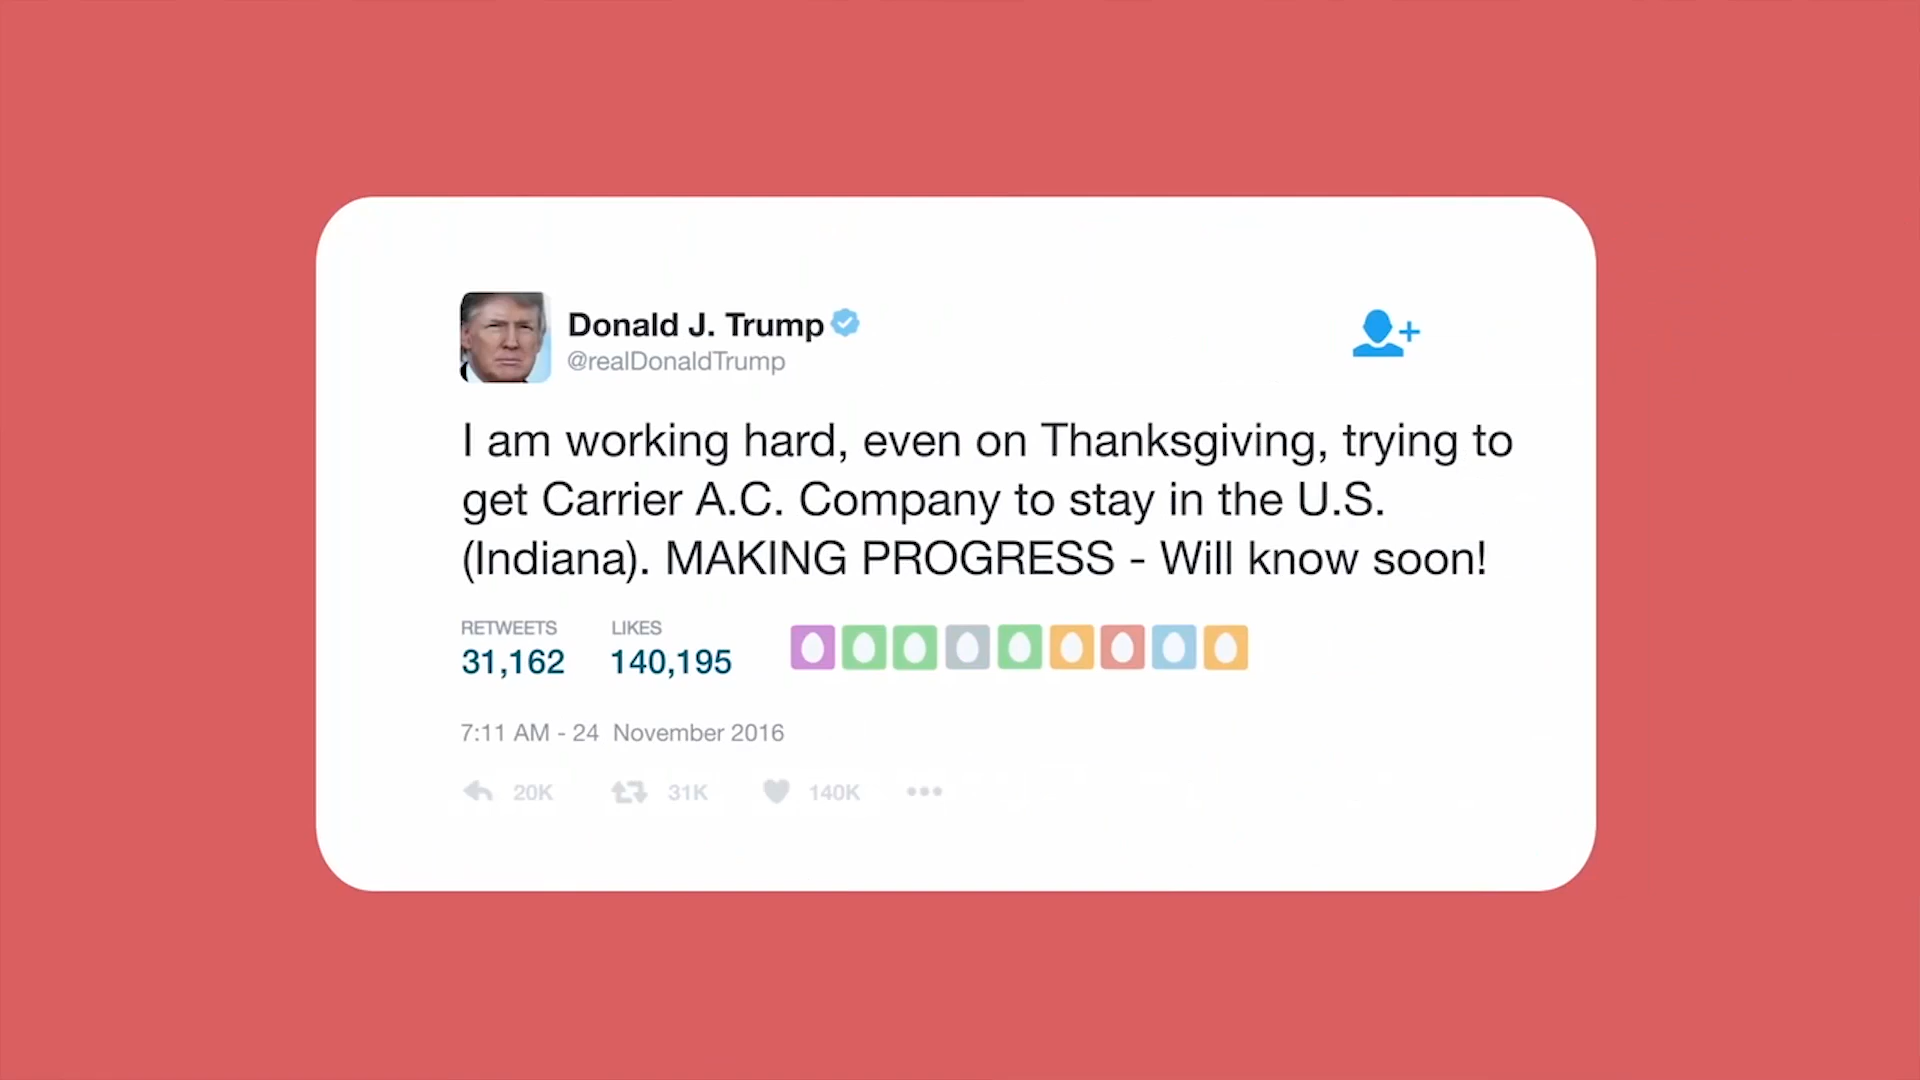 Donald J. Trump
@realDonaldTrump
I am working hard, even on Thanksgiving, trying to
get Carrier A.C. Company to stay in the U.S.
(Indiana). MAKING PROGRESS - Will know soon!
RETWEETS LIKES
31,162 140,195
7:11 AM - 24 November 2016
20K 31K 140K